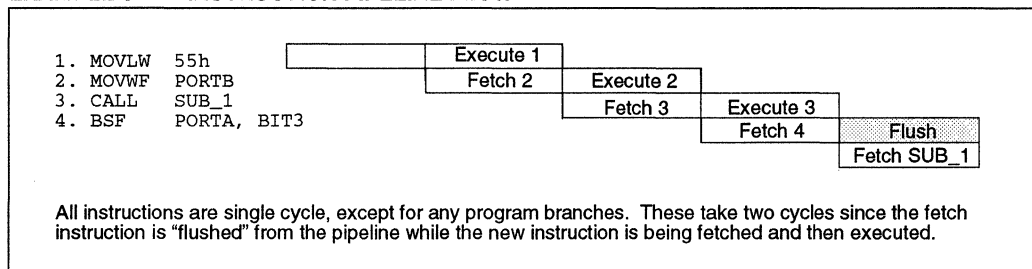 1. MOVLW 55h
2. MOVWF PORTB
3. CALL SUB_1
4. BSF PORTA, BIT3
Execute 1
Fetch 2 Execute 2
Fetch 3 Execute 3
Fetch 4 Flush
Fetch SUB_1
All instructions are single cycle, except for any program branches. These take two cycles since the fetch
instruction is "flushed" from the pipeline while the new instruction is being fetched and then executed.